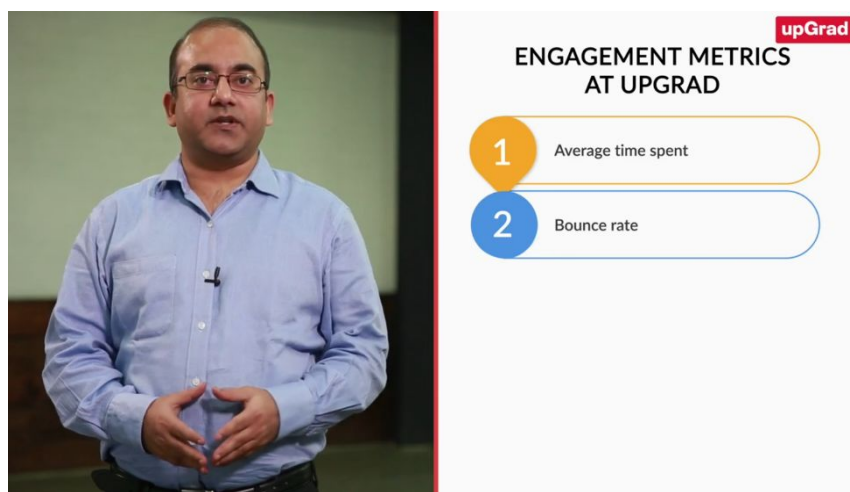 upGrad
ENGAGEMENT METRICS
AT UPGRAD
1 Average time spent
2 Bounce rate